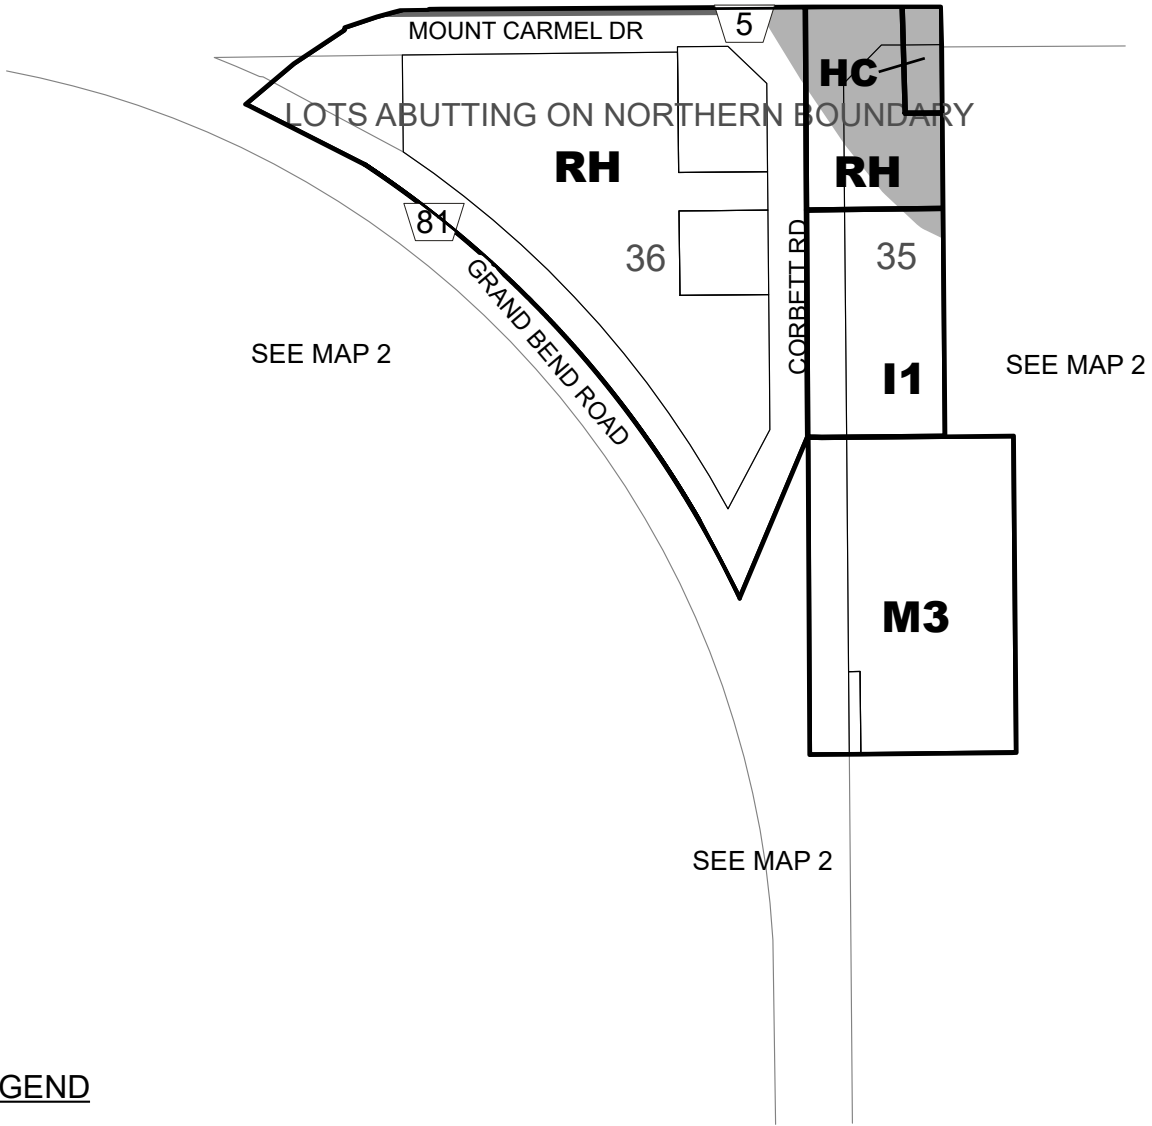 MOUNT CARMEL DR
5
HC
LOTS ABUTTING ON NORTHERN BOUNDARY
RH
RH
81
36
35
CORBETT RD
GRAND BEND ROAD
SEE MAP 2
SEE MAP 2
I1
M3
SEE MAP 2
GEND